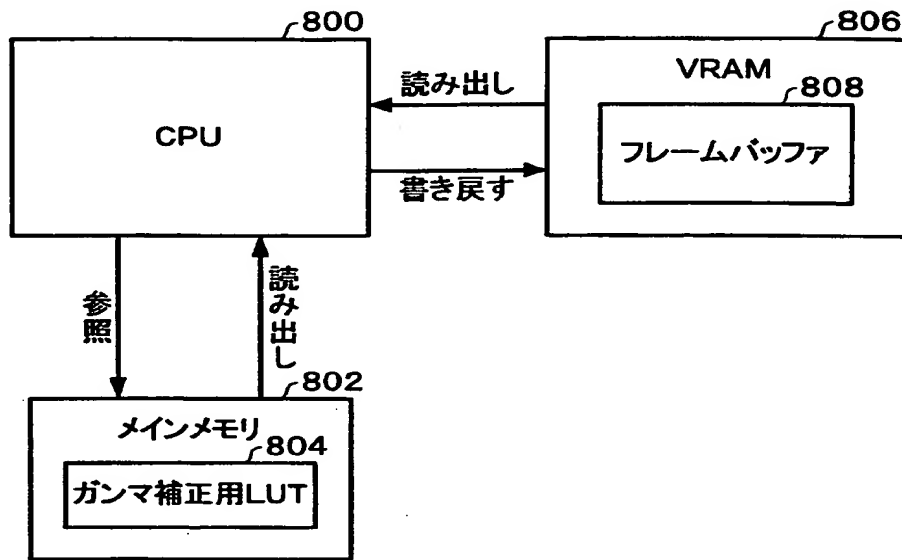 800
CPU
806
VRAM
808
フレームバッファ
読み出し
書き戻す
参照
読み出し
802
メインメモリ
804
ガンマ補正用LUT